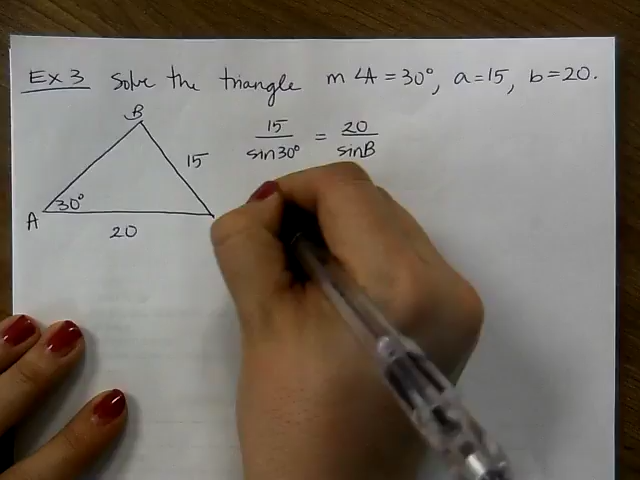 Ex 3 Solve the triangle m∠A = 30°, a=15, b=20.
B
15/sin30° = 20/sinB
15
30°
A
20